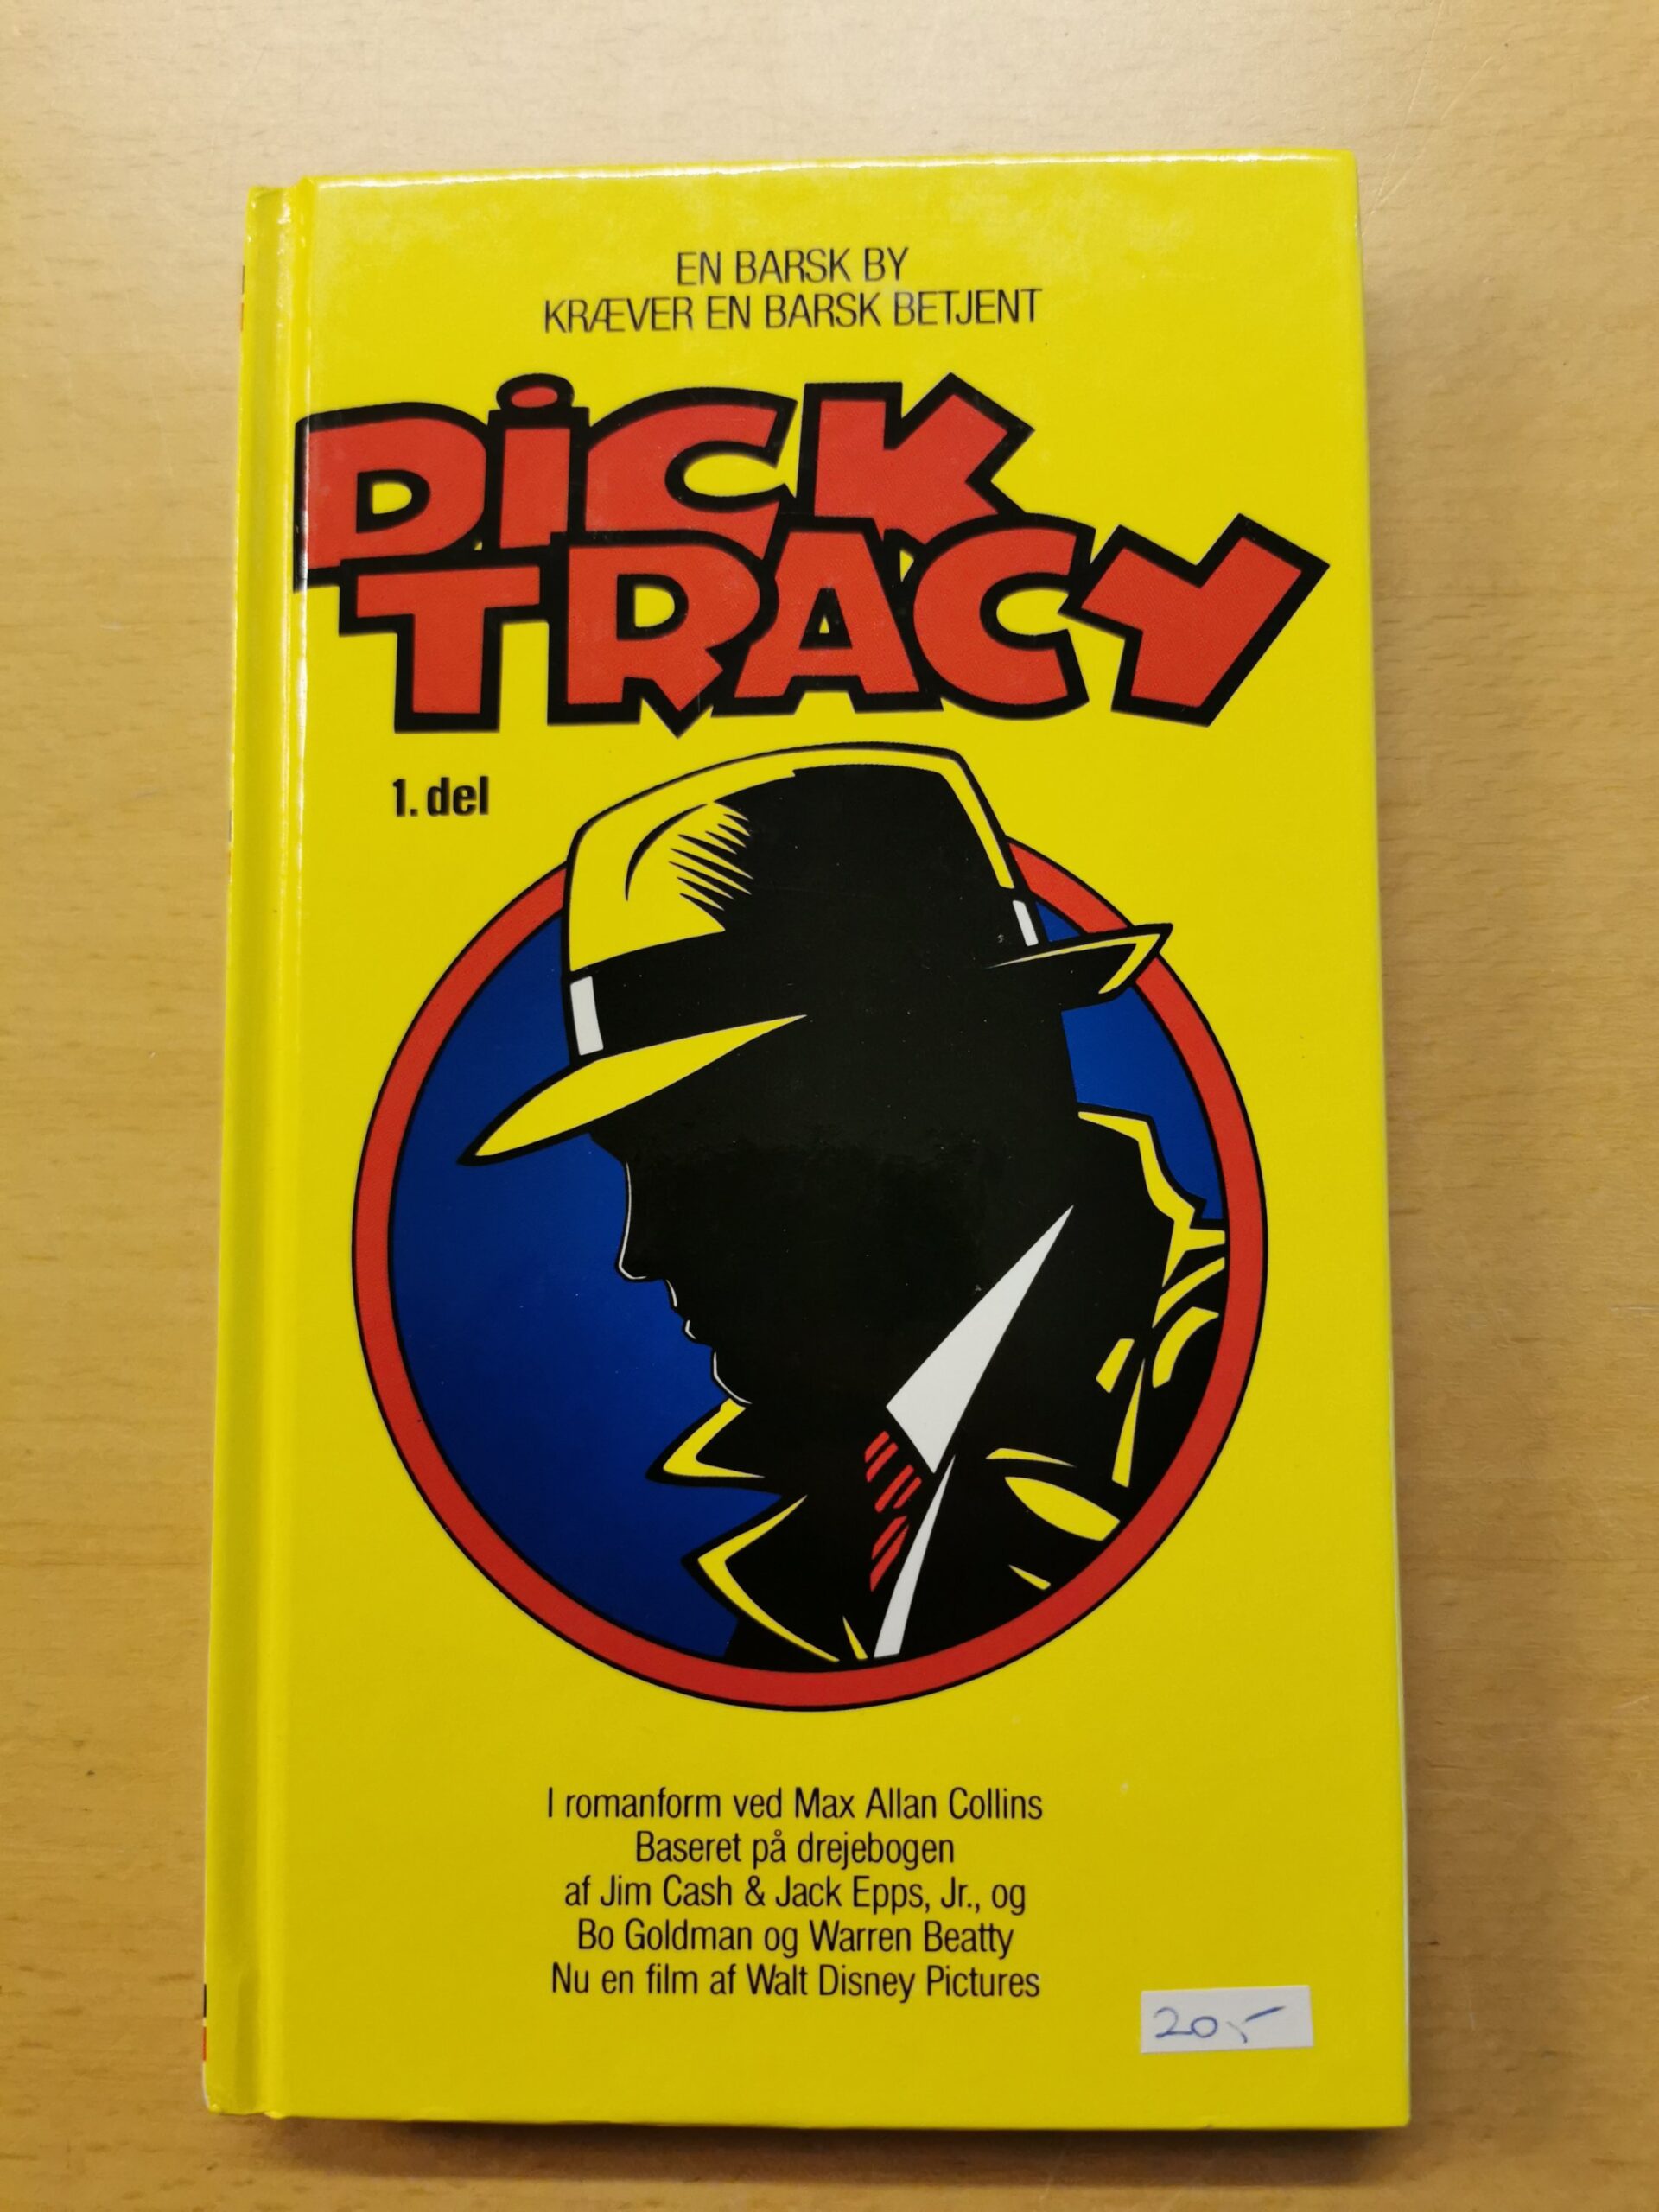 EN BARSK BY
KRÆVER EN BARSK BETJENT
DiCK
TRACY
1. del
I romanform ved Max Allan Collins
Baseret på drejebogen
af Jim Cash & Jack Epps, Jr., og
Bo Goldman og Warren Beatty
Nu en film af Walt Disney Pictures
20,-